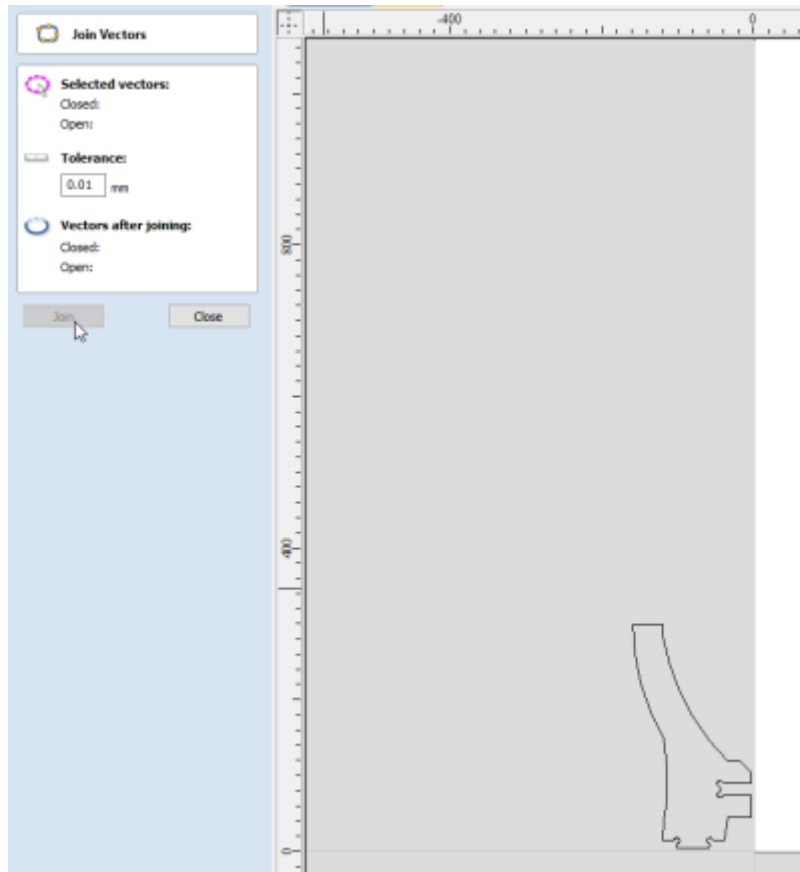 Join Vectors
Selected vectors:
Closed:
Open:
Tolerance:
0.01 mm
Vectors after joining:
Closed:
Open:
Join
Close
-400
0
800
400
0